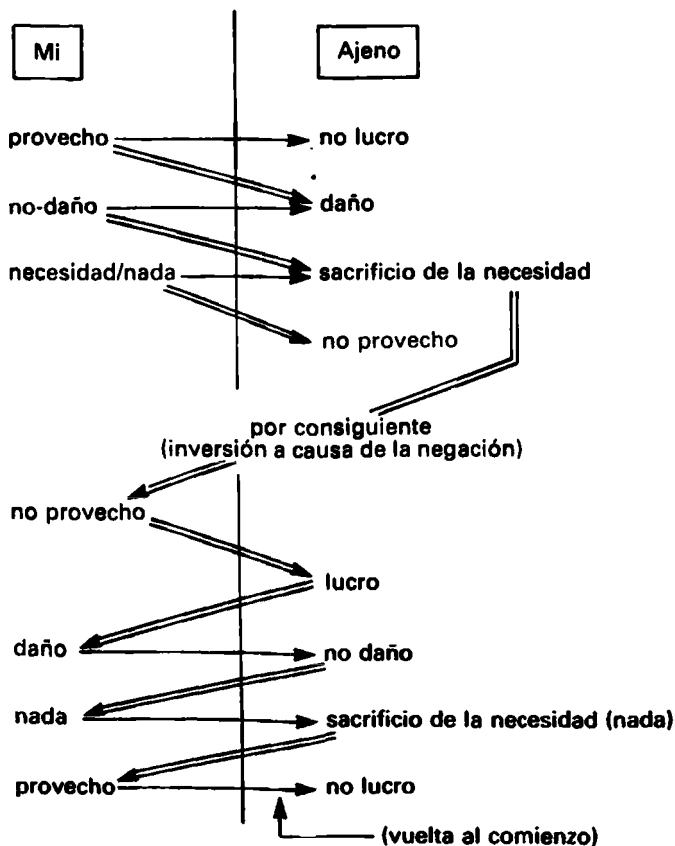 Mi Ajeno
provecho no lucro
no-daño daño
necesidad/nada sacrificio de la necesidad
no provecho
por consiguiente
(inversión a causa de la negación)
no provecho
lucro
daño no daño
nada sacrificio de la necesidad (nada)
provecho no lucro
(vuelta al comienzo)